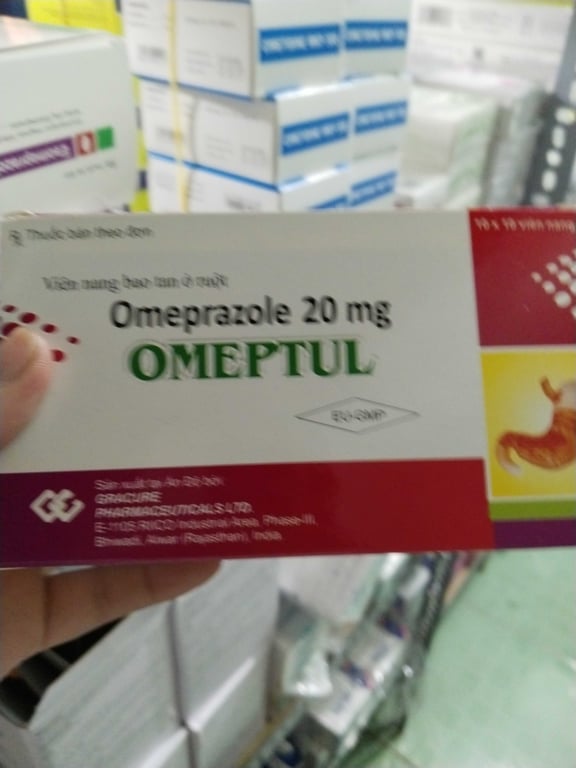 ℞ Thuốc bán theo đơn
10 x 10 viên nang
Viên nang bao tan ở ruột
Omeprazole 20 mg
OMEPTUL
EU-GMP
Sản xuất tại Ấn Độ bởi:
GRACURE
PHARMACEUTICALS LTD.
E-1105 RIICO Industrial Area, Phase-III,
Bhiwadi, Alwar (Rajasthan), India.